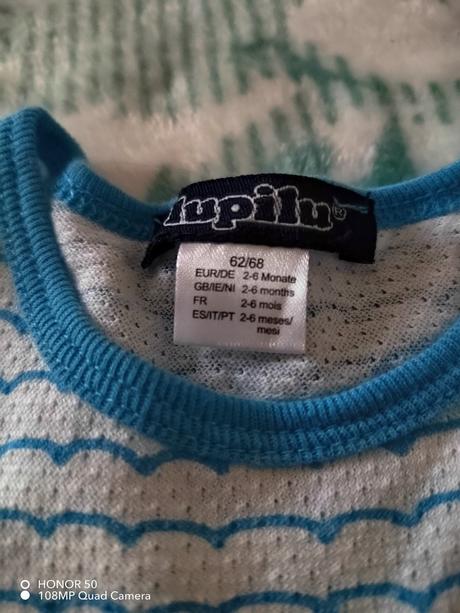 lupilu®
62/68
EUR/DE 2-6 Monate
GB/IE/NI 2-6 months
FR 2-6 mois
ES/IT/PT 2-6 meses/
mesi
HONOR 50
108MP Quad Camera